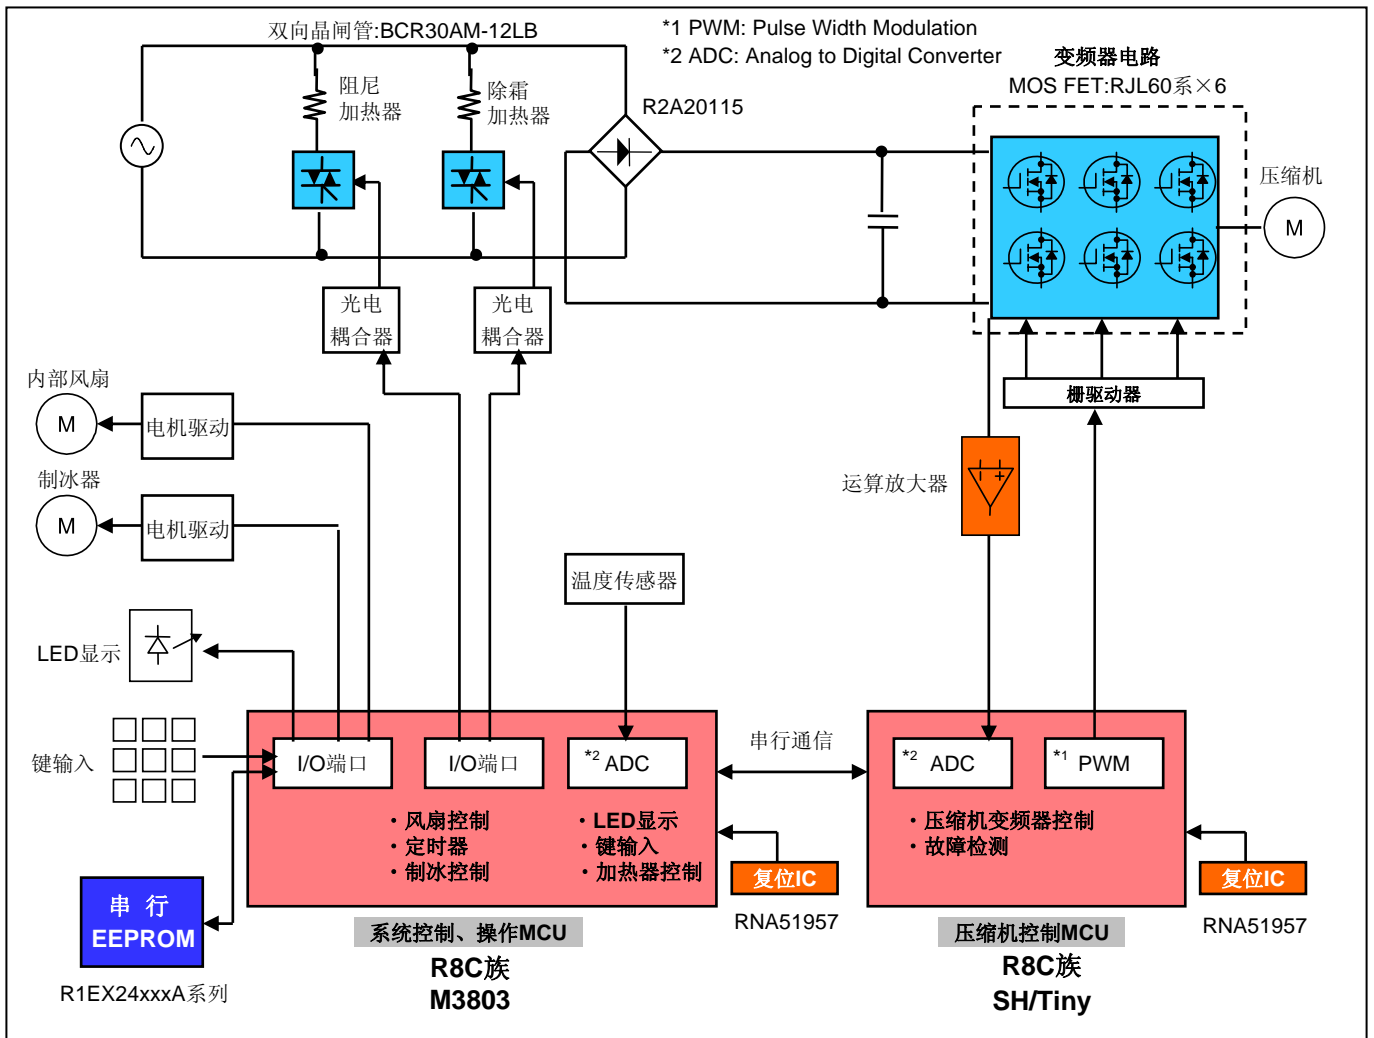 双向晶闸管:BCR30AM-12LB
*1 PWM: Pulse Width Modulation
*2 ADC: Analog to Digital Converter
变频器电路
MOS FET:RJL60系×6
阻尼
加热器
除霜
加热器
R2A20115
压缩机
M
光电
耦合器
光电
耦合器
栅驱动器
内部风扇
M
电机驱动
制冰器
M
电机驱动
运算放大器
温度传感器
LED显示
键输入
I/O端口
I/O端口
*2 ADC
串行通信
*2 ADC
*1 PWM
・风扇控制
・定时器
・制冰控制
・LED显示
・键输入
・加热器控制
・压缩机变频器控制
・故障检测
复位IC
RNA51957
复位IC
RNA51957
串 行
EEPROM
R1EX24xxxA系列
系统控制、操作MCU
R8C族
M3803
压缩机控制MCU
R8C族
SH/Tiny